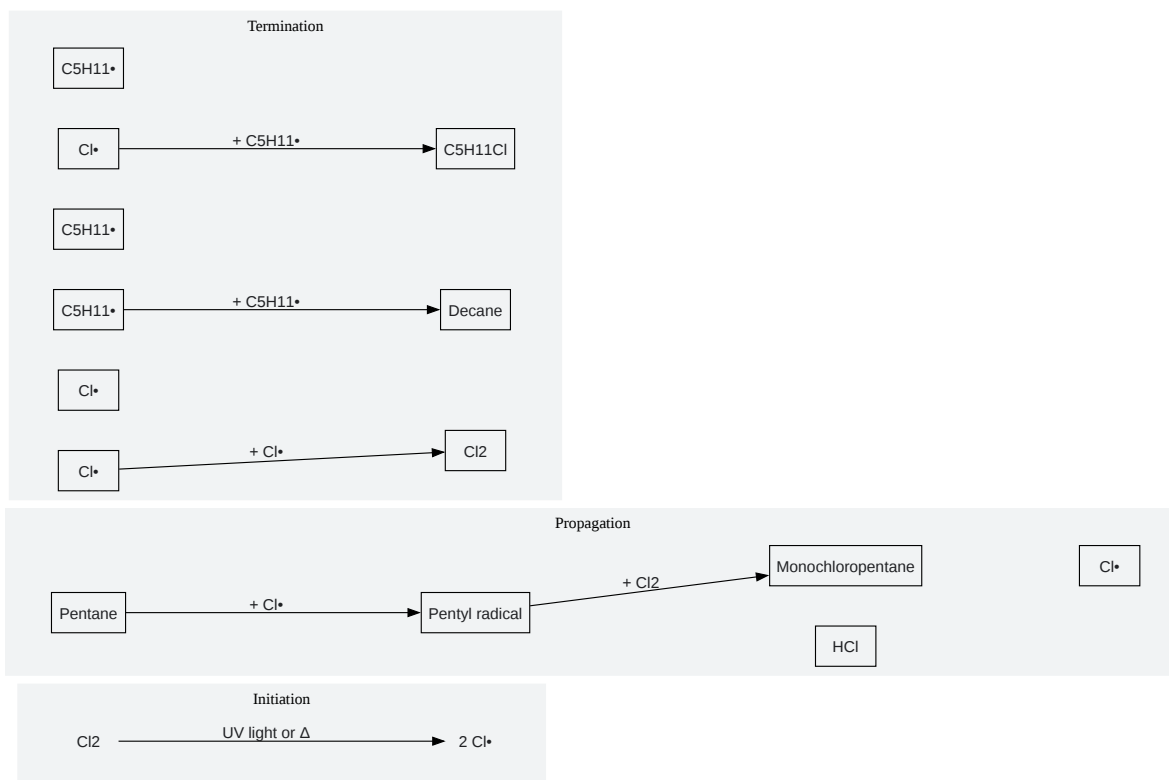 Termination
C5H11•
Cl•
+ C5H11•
C5H11Cl
C5H11•
C5H11•
+ C5H11•
Decane
Cl•
Cl•
+ Cl•
Cl2
Propagation
Pentane
+ Cl•
Pentyl radical
+ Cl2
Monochloropentane
Cl•
HCl
Initiation
Cl2
UV light or Δ
2 Cl•